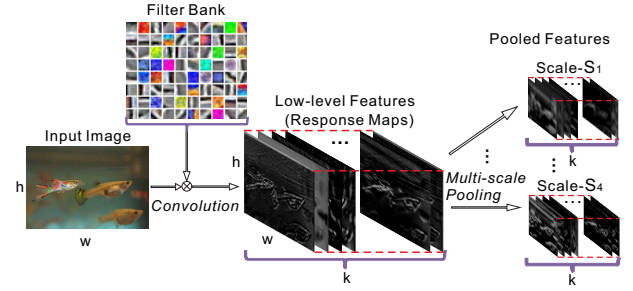 Filter Bank
Pooled Features
Scale-S1
...
Low-level Features
(Response Maps)
Input Image
...
k
h
h
⊗
Convolution
Multi-scale
Pooling
Scale-S4
...
w
w
k
k